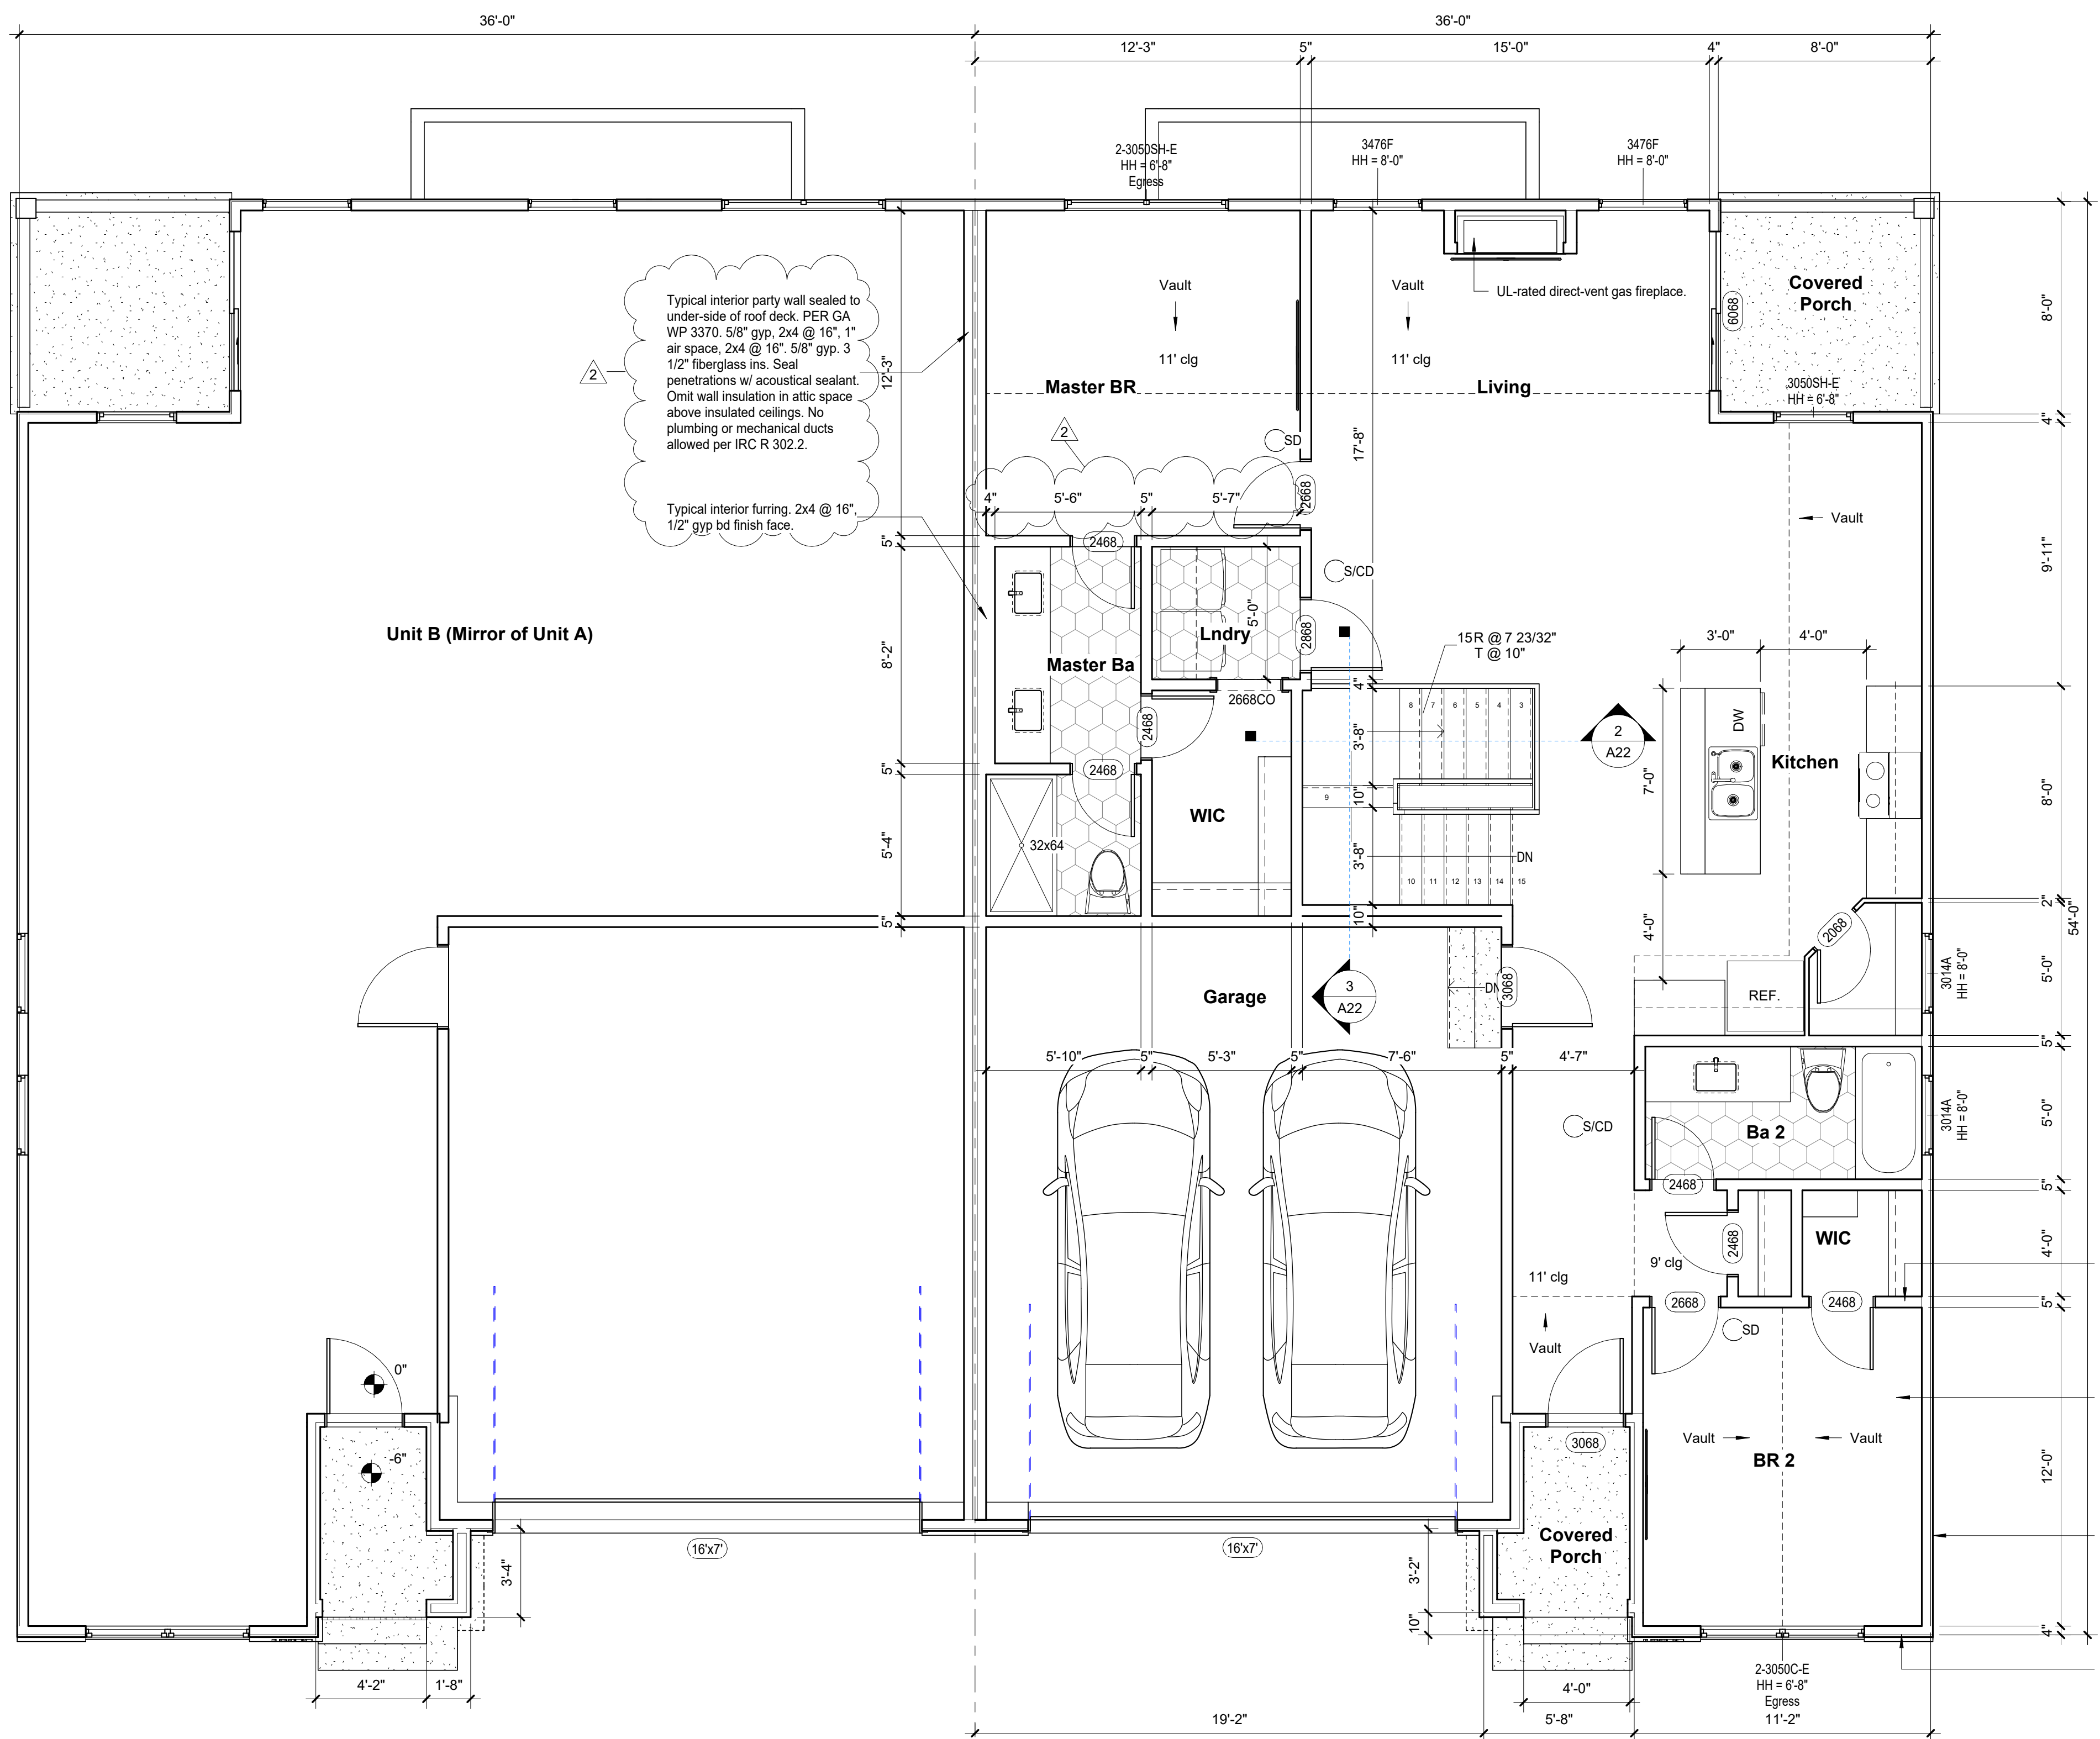 36'-0"
36'-0"
12'-3"
5"
15'-0"
4"
8'-0"
2-3050SH-E
HH = 6'-8"
Egress
3476F
HH = 8'-0"
3476F
HH = 8'-0"
Typical interior party wall sealed to
under-side of roof deck. PER GA
WP 3370. 5/8" gyp, 2x4 @ 16", 1"
air space, 2x4 @ 16". 5/8" gyp. 3
1/2" fiberglass ins. Seal
penetrations w/ acoustical sealant.
Omit wall insulation in attic space
above insulated ceilings. No
plumbing or mechanical ducts
allowed per IRC R 302.2.
2
Typical interior furring. 2x4 @ 16",
1/2" gyp bd finish face.
12'-3"
5"
8'-2"
5"
5'-4"
5"
Vault
11' clg
Master BR
2
SD
4"
5'-6"
5"
5'-7"
2668
Vault
11' clg
Living
UL-rated direct-vent gas fireplace.
17'-8"
6068
Covered
Porch
3050SH-E
HH = 6'-8"
8'-0"
4"
Vault
9'-11"
2468
S/CD
Unit B (Mirror of Unit A)
Lndry
5'-0"
2868
Master Ba
2668CO
2468
2468
15R @ 7 23/32"
T @ 10"
4"
3'-8"
10"
3'-8"
10"
8
7
6
5
4
3
9
10
11
12
13
14
15
DN
2
A22
3'-0"
4'-0"
DW
7'-0"
Kitchen
4'-0"
8'-0"
2"
54'-0"
WIC
32x64
2068
5'-0"
3014A
HH = 8'-0"
REF.
Garage
3
A22
DN
3068
5'-10"
5"
5'-3"
5"
7'-6"
5"
4'-7"
5"
S/CD
Ba 2
5'-0"
3014A
HH = 8'-0"
2468
5"
2468
WIC
4'-0"
9' clg
11' clg
2668
2468
5"
SD
Vault
0"
-6"
3068
Vault
Vault
BR 2
12'-0"
Covered
Porch
16'x7'
3'-4"
16'x7'
3'-2"
10"
4"
4'-2"
1'-8"
4'-0"
2-3050C-E
HH = 6'-8"
Egress
19'-2"
5'-8"
11'-2"